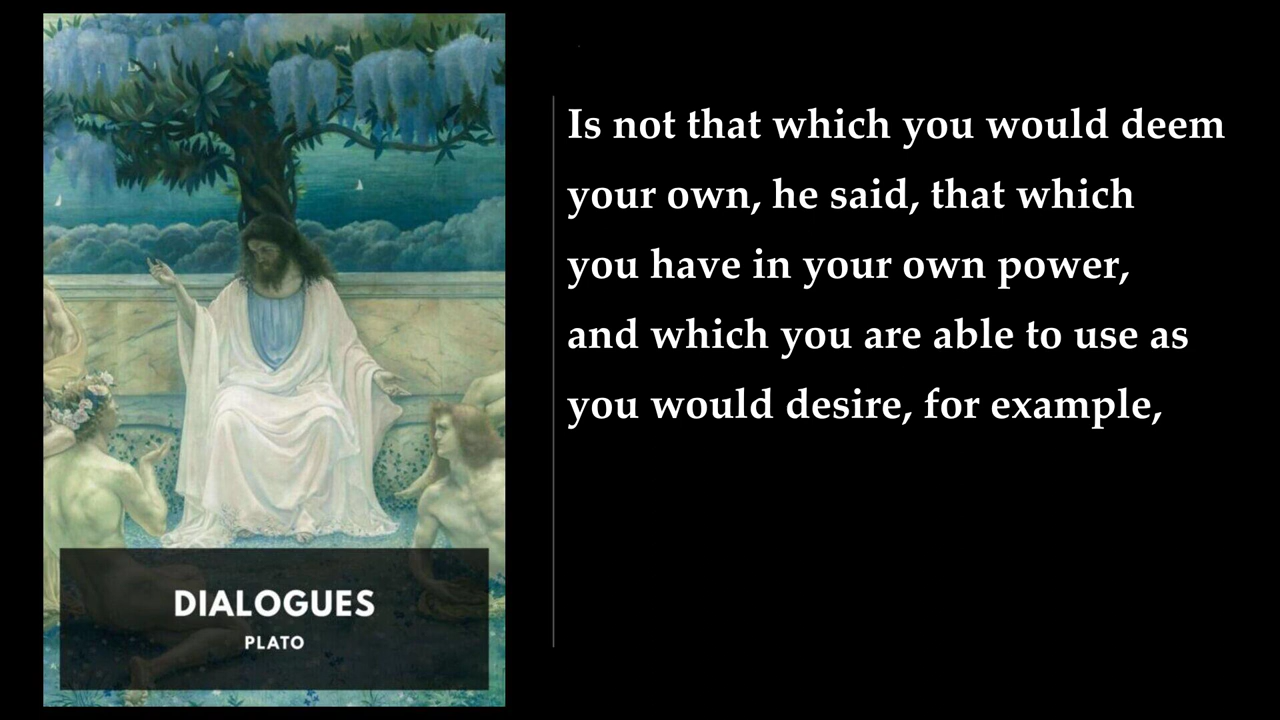 DIALOGUES
PLATO
Is not that which you would deem
your own, he said, that which
you have in your own power,
and which you are able to use as
you would desire, for example,